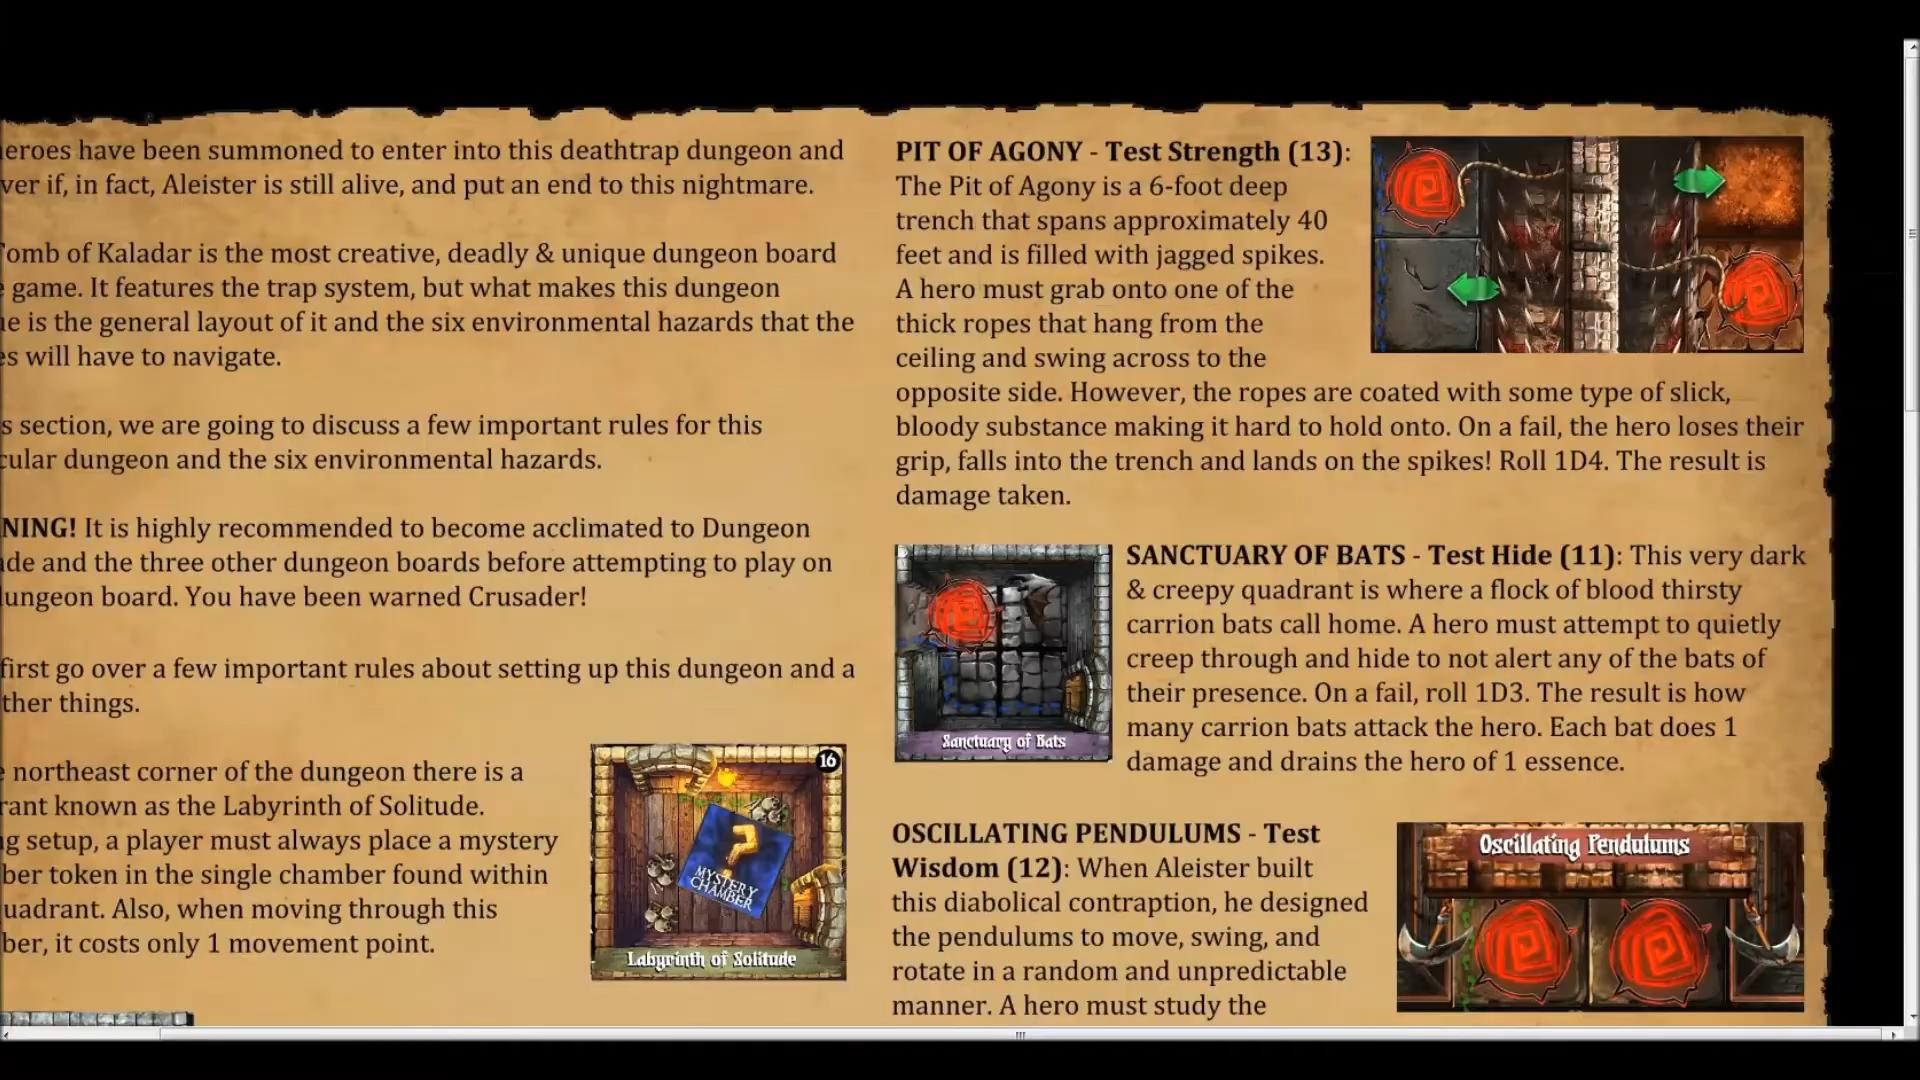 heroes have been summoned to enter into this deathtrap dungeon and
ver if, in fact, Aleister is still alive, and put an end to this nightmare.
Tomb of Kaladar is the most creative, deadly & unique dungeon board
e game. It features the trap system, but what makes this dungeon
ue is the general layout of it and the six environmental hazards that the
es will have to navigate.
s section, we are going to discuss a few important rules for this
cular dungeon and the six environmental hazards.
NING! It is highly recommended to become acclimated to Dungeon
ade and the three other dungeon boards before attempting to play on
dungeon board. You have been warned Crusader!
first go over a few important rules about setting up this dungeon and a
ther things.
e northeast corner of the dungeon there is a
rant known as the Labyrinth of Solitude.
ng setup, a player must always place a mystery
ber token in the single chamber found within
uadrant. Also, when moving through this
ber, it costs only 1 movement point.
16
?
MYSTERY
CHAMBER
Labyrinth of Solitude
PIT OF AGONY - Test Strength (13):
The Pit of Agony is a 6-foot deep
trench that spans approximately 40
feet and is filled with jagged spikes.
A hero must grab onto one of the
thick ropes that hang from the
ceiling and swing across to the
opposite side. However, the ropes are coated with some type of slick,
bloody substance making it hard to hold onto. On a fail, the hero loses their
grip, falls into the trench and lands on the spikes! Roll 1D4. The result is
damage taken.
Sanctuary of Bats
SANCTUARY OF BATS - Test Hide (11): This very dark
& creepy quadrant is where a flock of blood thirsty
carrion bats call home. A hero must attempt to quietly
creep through and hide to not alert any of the bats of
their presence. On a fail, roll 1D3. The result is how
many carrion bats attack the hero. Each bat does 1
damage and drains the hero of 1 essence.
OSCILLATING PENDULUMS - Test
Wisdom (12): When Aleister built
this diabolical contraption, he designed
the pendulums to move, swing, and
rotate in a random and unpredictable
manner. A hero must study the
Oscillating Pendulums